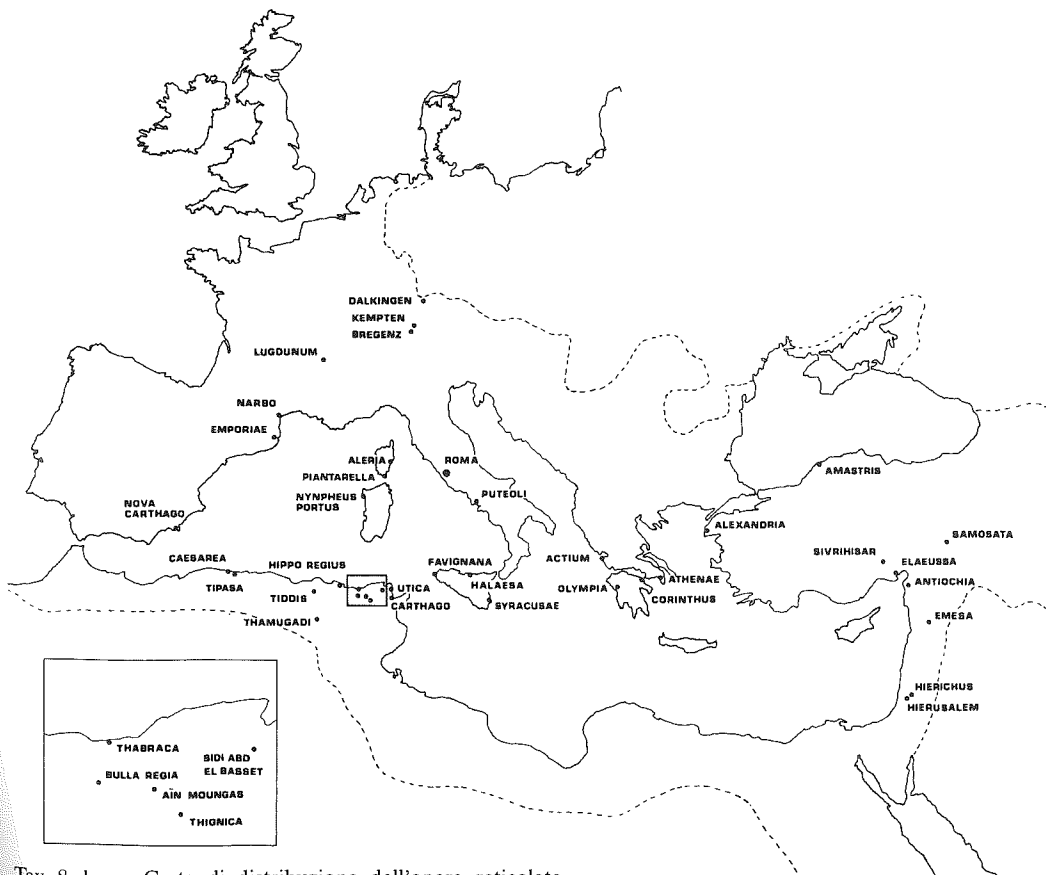 DALKINGEN
KEMPTEN
BREGENZ
LUGDUNUM
NARBO
EMPORIAE
ALERIA
ROMA
PIANTARELLA
AMASTRIS
NYNPHEUS
PORTUS
PUTEOLI
NOVA
CARTHAGO
ALEXANDRIA
SAMOSATA
SIVRIHISAR
CAESAREA
HIPPO REGIUS
FAVIGNANA
ACTIUM
ELAEUSSA
TIPASA
UTICA
HALAESA
OLYMPIA
ATHENAE
ANTIOCHIA
TIDDIS
CARTHAGO
SYRACUSAE
CORINTHUS
THAMUGADI
EMESA
HIERICHUS
HIERUSALEM
THABRACA
SIDI ABD
EL BASSET
BULLA REGIA
AÏN MOUNGAS
THIGNICA
Tav. 8. 1. — Carta di distribuzione dell'opera reticolata